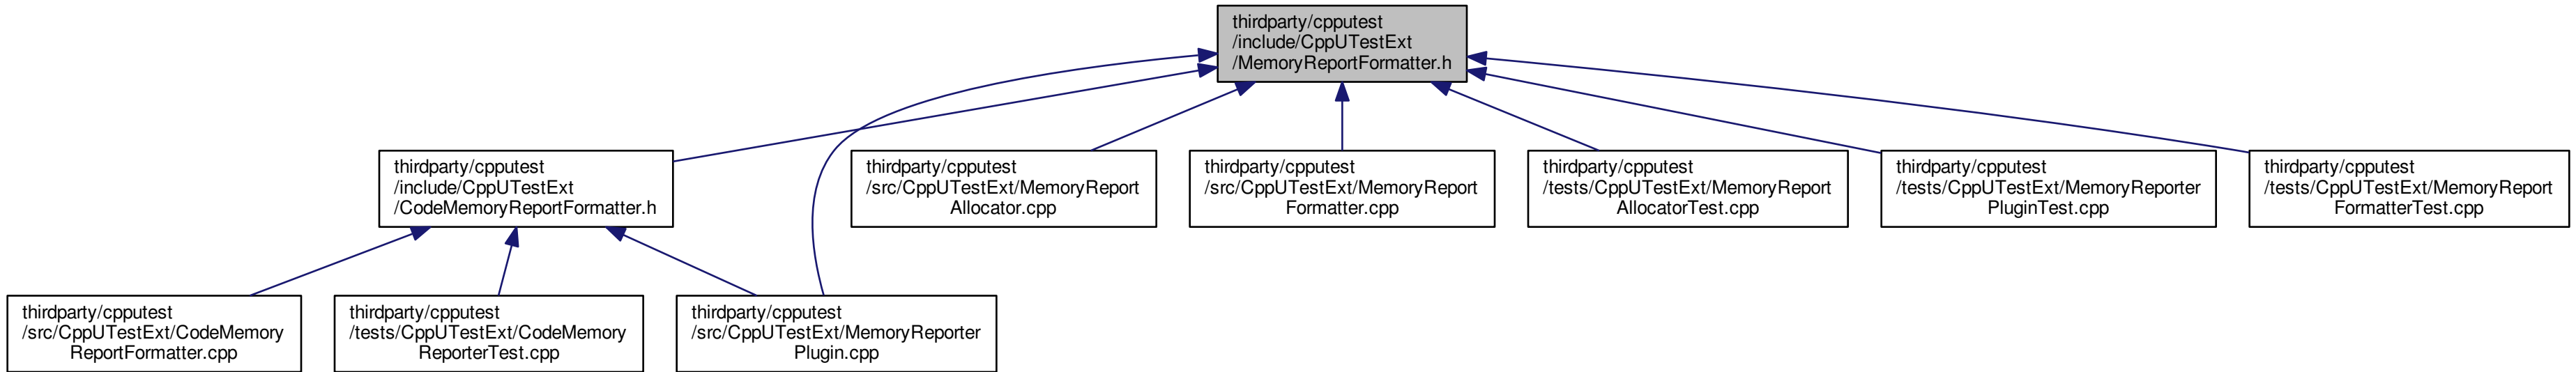 thirdparty/cpputest
/include/CppUTestExt
/MemoryReportFormatter.h
thirdparty/cpputest
/include/CppUTestExt
/CodeMemoryReportFormatter.h
thirdparty/cpputest
/src/CppUTestExt/MemoryReport
Allocator.cpp
thirdparty/cpputest
/src/CppUTestExt/MemoryReport
Formatter.cpp
thirdparty/cpputest
/tests/CppUTestExt/MemoryReport
AllocatorTest.cpp
thirdparty/cpputest
/tests/CppUTestExt/MemoryReporter
PluginTest.cpp
thirdparty/cpputest
/tests/CppUTestExt/MemoryReport
FormatterTest.cpp
thirdparty/cpputest
/src/CppUTestExt/CodeMemory
ReportFormatter.cpp
thirdparty/cpputest
/tests/CppUTestExt/CodeMemory
ReporterTest.cpp
thirdparty/cpputest
/src/CppUTestExt/MemoryReporter
Plugin.cpp